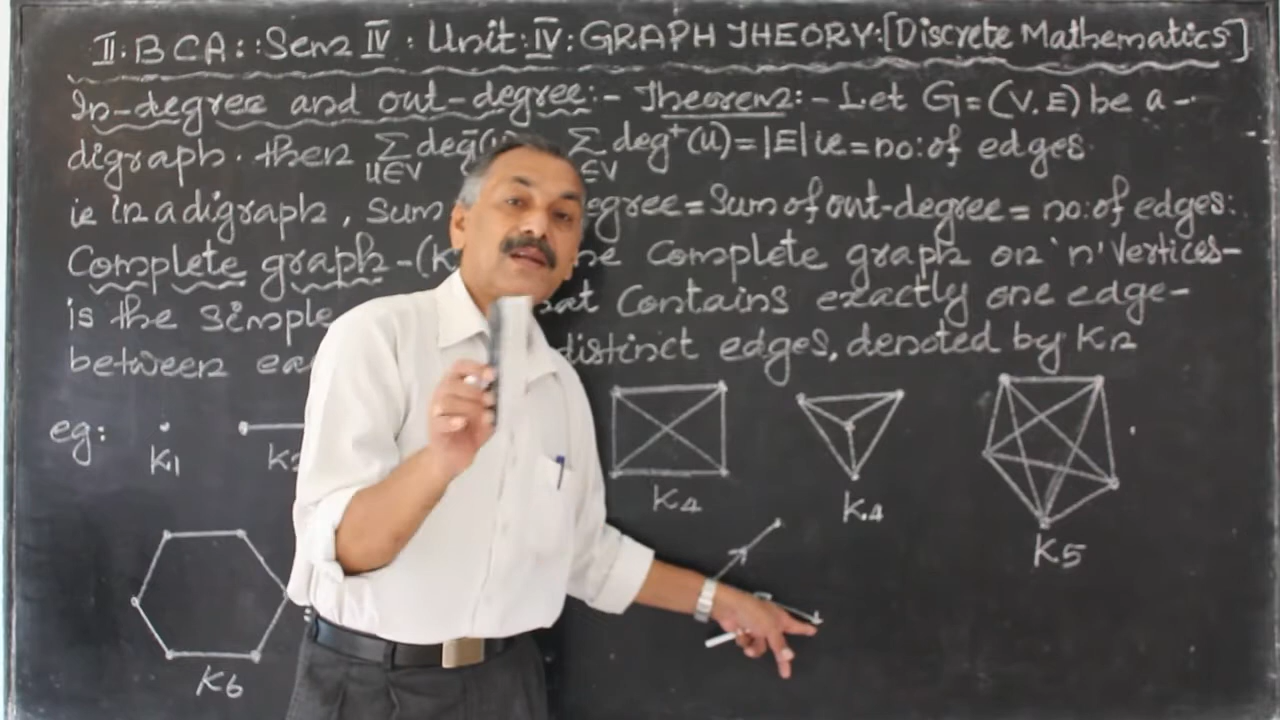 II. BCA: :Sem IV : Unit: IV: GRAPH THEORY:[Discrete Mathematics]
In-degree and out-degree:- Theorem:- Let G=(V.E) be a -
digraph. then ∑ deg⁻( ∑ deg⁺(u)=|E| ie = no: of edges.
u∈V ∈V
ie in a digraph, Sum egree = Sum of out-degree = no: of edges:
Complete graph-(K Complete graph on 'n' Vertices-
is the simple at Contains exactly one edge-
between ea distinct edges, denoted by Kn
eg: K1 K K4 K4 K5
K6